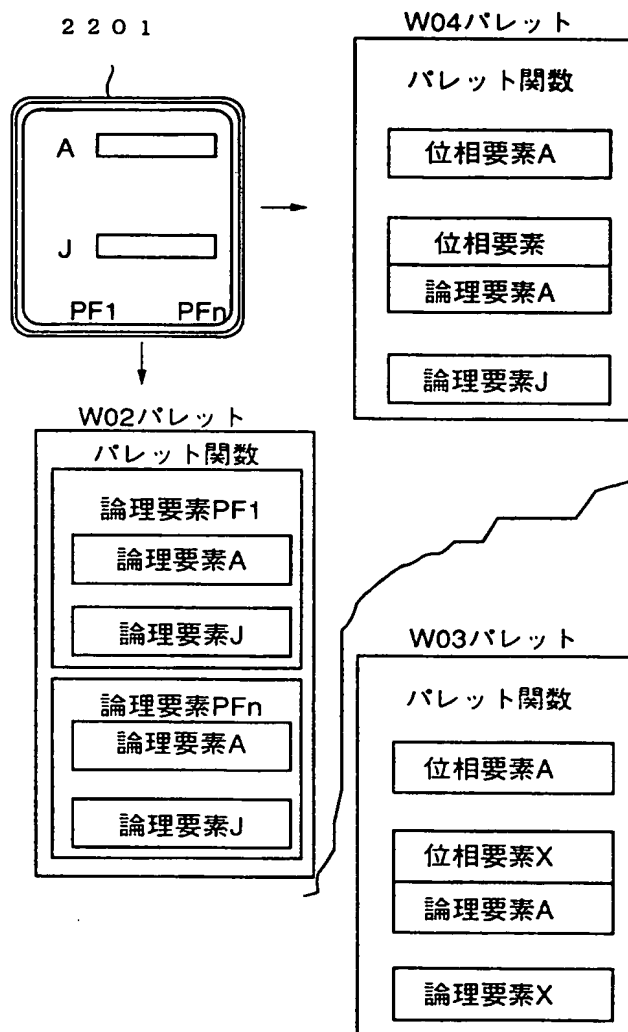 2201
A
J
PF1 PFn
W04パレット
パレット関数
位相要素A
位相要素
論理要素A
論理要素J
W02パレット
パレット関数
論理要素PF1
論理要素A
論理要素J
論理要素PFn
論理要素A
論理要素J
W03パレット
パレット関数
位相要素A
位相要素X
論理要素A
論理要素X